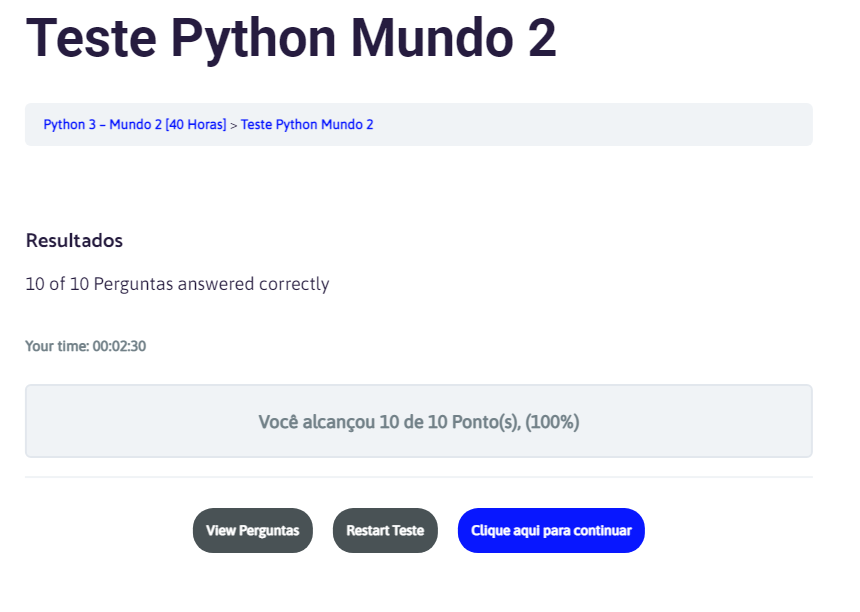 Teste Python Mundo 2
Python 3 – Mundo 2 [40 Horas] > Teste Python Mundo 2
Resultados
10 of 10 Perguntas answered correctly
Your time: 00:02:30
Você alcançou 10 de 10 Ponto(s), (100%)
View Perguntas Restart Teste Clique aqui para continuar